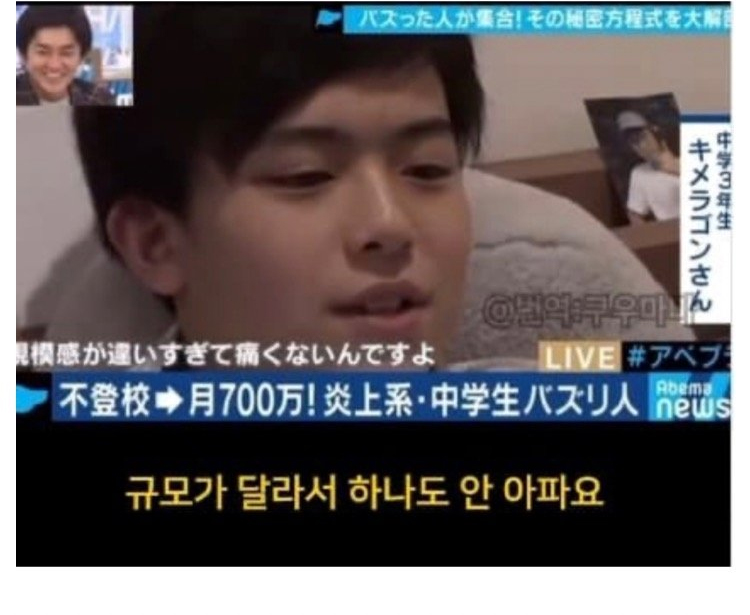 バズった人が集合!その秘密方程式を大解
中学3年生
キメラゴンさん
@번역:쿠우마
規模感が違いすぎて痛くないんですよ
LIVE #アベプラ
不登校➡月700万!炎上系・中学生バズり人
Abema news
규모가 달라서 하나도 안 아파요